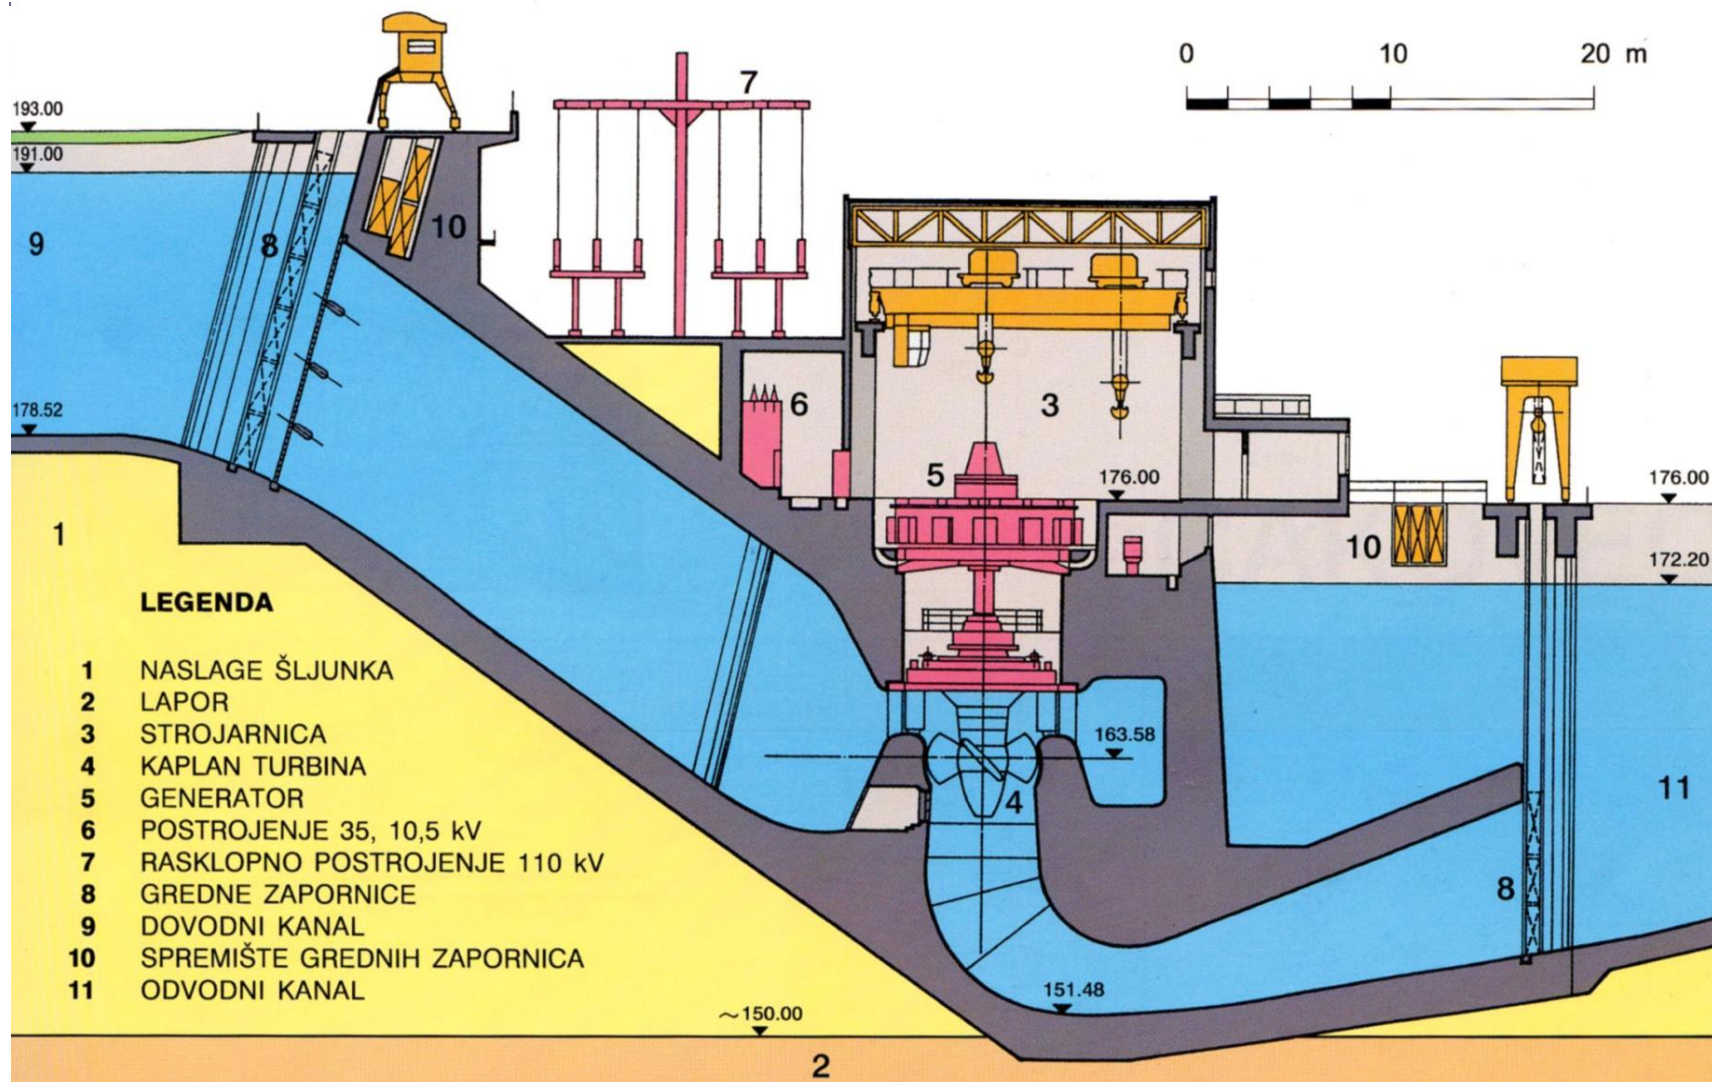 0 10 20 m
7
193.00
191.00
9
8
10
178.52
6
3
5
176.00
176.00
1
10
172.20
LEGENDA
1 NASLAGE ŠLJUNKA
2 LAPOR
3 STROJARNICA
4 KAPLAN TURBINA
5 GENERATOR
6 POSTROJENJE 35, 10,5 kV
7 RASKLOPNO POSTROJENJE 110 kV
8 GREDNE ZAPORNICE
9 DOVODNI KANAL
10 SPREMIŠTE GREDNIH ZAPORNICA
11 ODVODNI KANAL
163.58
4
11
8
151.48
~150.00
2